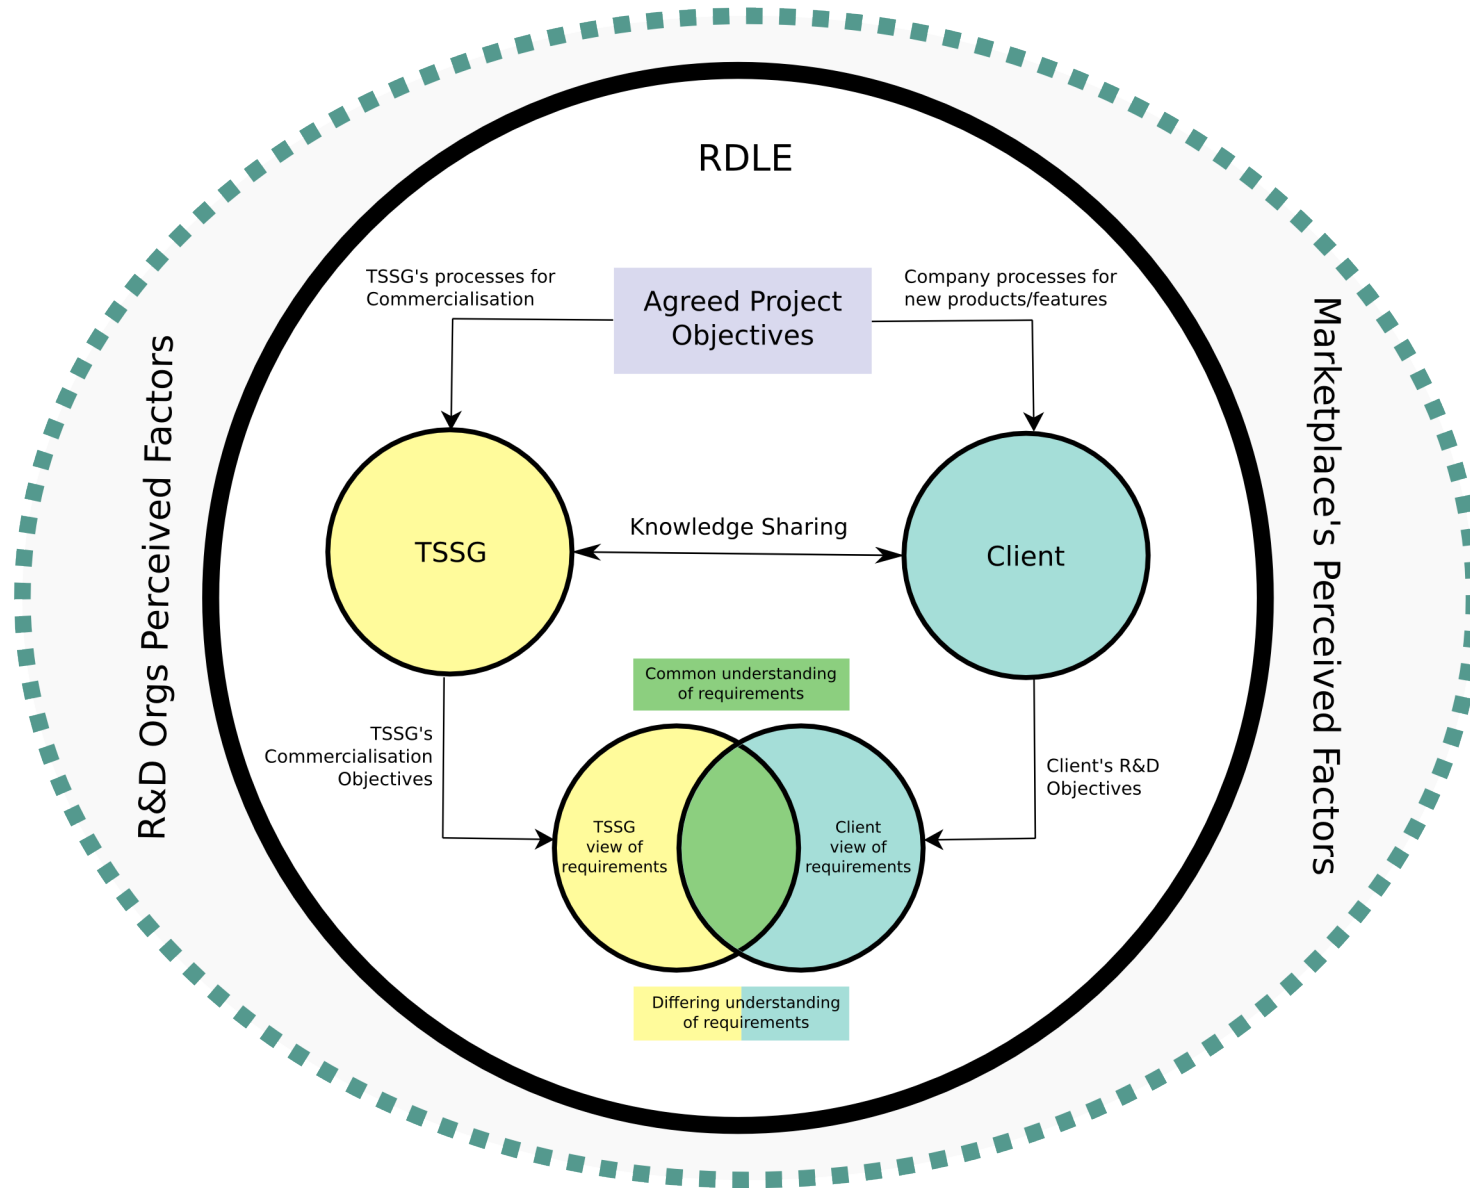 RDLE
TSSG's processes for
Commercialisation
Agreed Project
Objectives
Company processes for
new products/features
R&D Orgs Perceived Factors
Marketplace's Perceived Factors
TSSG
Knowledge Sharing
Client
Common understanding
of requirements
TSSG's
Commercialisation
Objectives
Client's R&D
Objectives
TSSG
view of
requirements
Client
view of
requirements
Differing understanding
of requirements